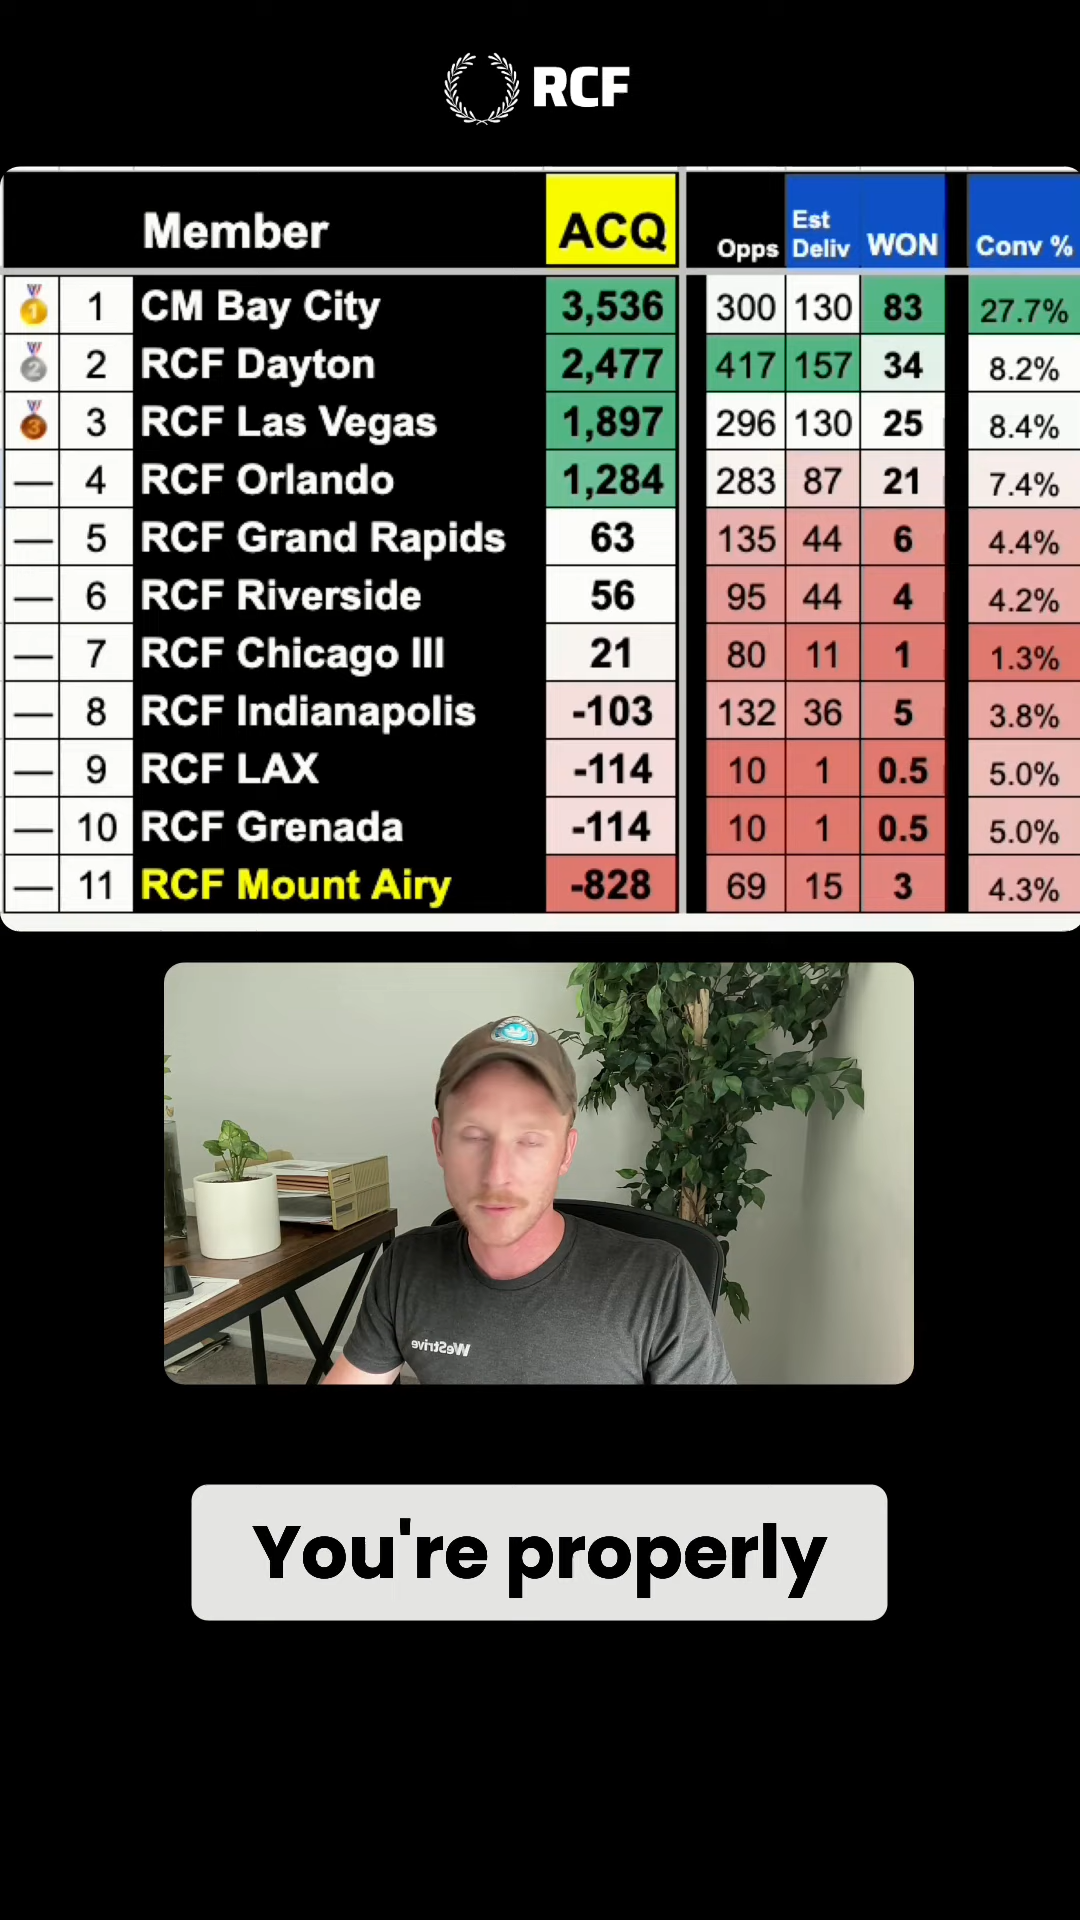 RCF
Member ACQ Opps Est Deliv WON Conv %
1 1 CM Bay City 3,536 300 130 83 27.7%
2 2 RCF Dayton 2,477 417 157 34 8.2%
3 3 RCF Las Vegas 1,897 296 130 25 8.4%
— 4 RCF Orlando 1,284 283 87 21 7.4%
— 5 RCF Grand Rapids 63 135 44 6 4.4%
— 6 RCF Riverside 56 95 44 4 4.2%
— 7 RCF Chicago III 21 80 11 1 1.3%
— 8 RCF Indianapolis -103 132 36 5 3.8%
— 9 RCF LAX -114 10 1 0.5 5.0%
— 10 RCF Grenada -114 10 1 0.5 5.0%
— 11 RCF Mount Airy -828 69 15 3 4.3%
WeStrive
You're properly